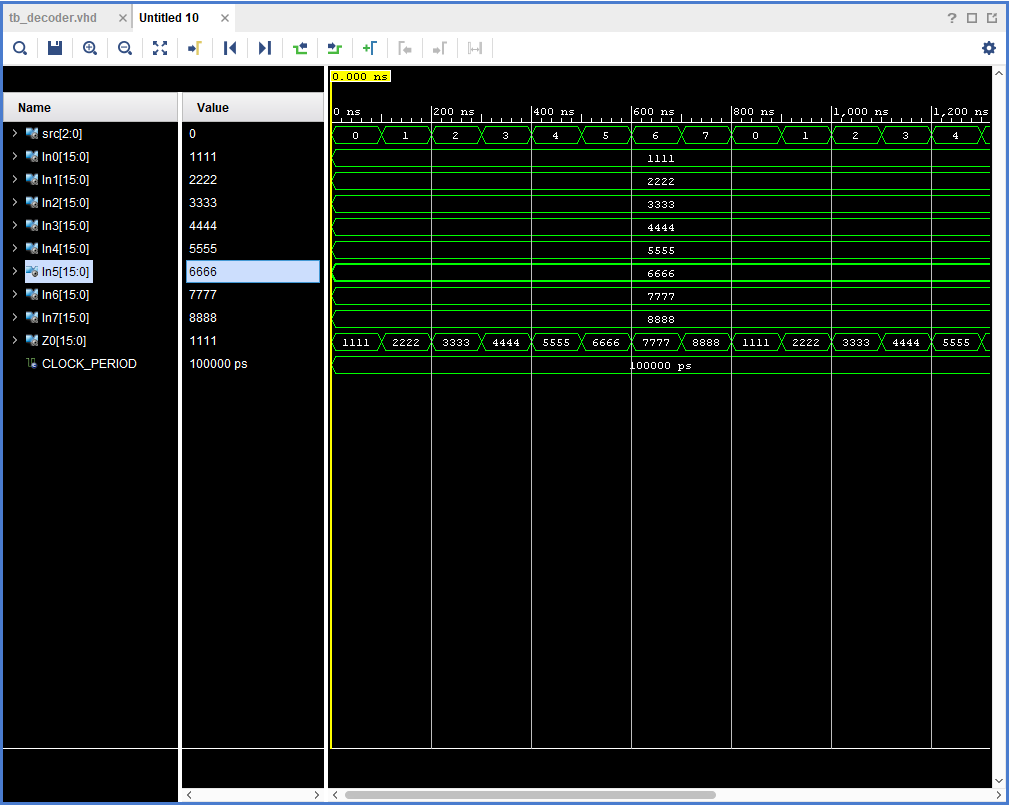 tb_decoder.vhd × Untitled 10 × ?
0.000 ns
0 ns 200 ns 400 ns 600 ns 800 ns 1,000 ns 1,200 ns
Name Value
src[2:0] 0 0 1 2 3 4 5 6 7 0 1 2 3 4
In0[15:0] 1111 1111
In1[15:0] 2222 2222
In2[15:0] 3333 3333
In3[15:0] 4444 4444
In4[15:0] 5555 5555
In5[15:0] 6666 6666
In6[15:0] 7777 7777
In7[15:0] 8888 8888
Z0[15:0] 1111 1111 2222 3333 4444 5555 6666 7777 8888 1111 2222 3333 4444 5555
CLOCK_PERIOD 100000 ps 100000 ps